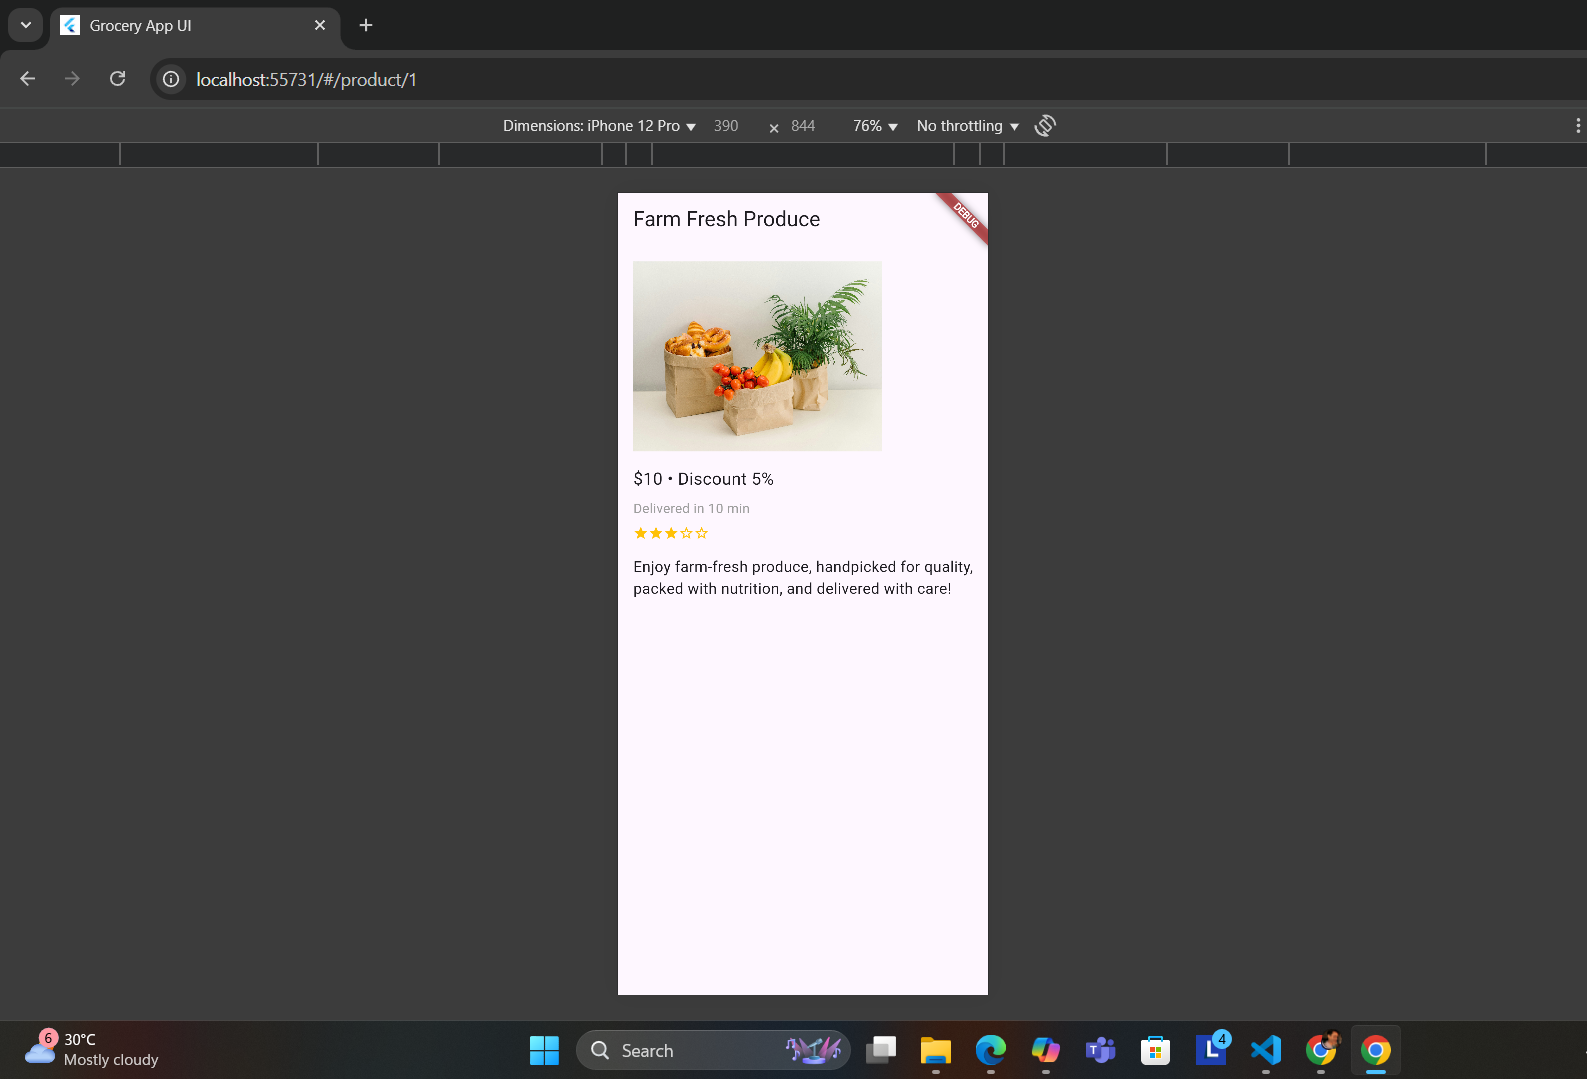 Grocery App UI
localhost:55731/#/product/1
Dimensions: iPhone 12 Pro 390 × 844 76% No throttling
DEBUG
Farm Fresh Produce
$10 • Discount 5%
Delivered in 10 min
Enjoy farm-fresh produce, handpicked for quality,
packed with nutrition, and delivered with care!
6
30°C
Mostly cloudy
Search
T
L
4